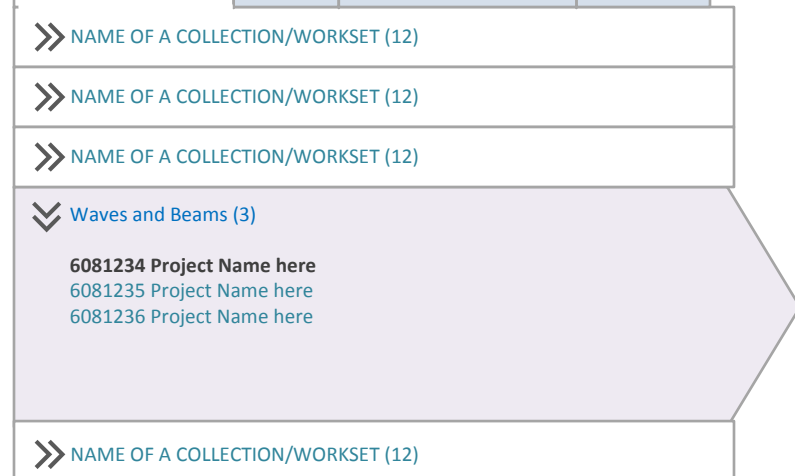 NAME OF A COLLECTION/WORKSET (12)
NAME OF A COLLECTION/WORKSET (12)
NAME OF A COLLECTION/WORKSET (12)
Waves and Beams (3)
6081234 Project Name here
6081235 Project Name here
6081236 Project Name here
NAME OF A COLLECTION/WORKSET (12)